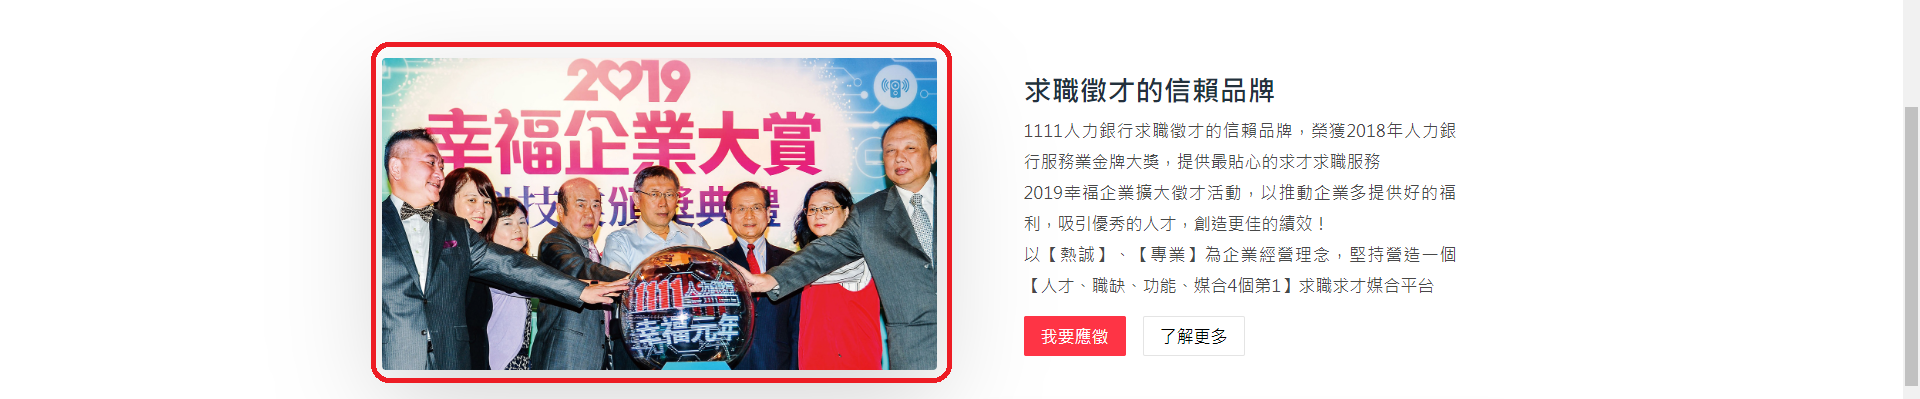 2019
幸福企業大賞
科技業頒獎典禮
1111人力銀行
幸福元年
求職徵才的信賴品牌
1111人力銀行求職徵才的信賴品牌，榮獲2018年人力銀
行服務業金牌大獎，提供最貼心的求才求職服務
2019幸福企業擴大徵才活動，以推動企業多提供好的福
利，吸引優秀的人才，創造更佳的績效！
以【熱誠】、【專業】為企業經營理念，堅持營造一個
【人才、職缺、功能、媒合4個第1】求職求才媒合平台
我要應徵
了解更多